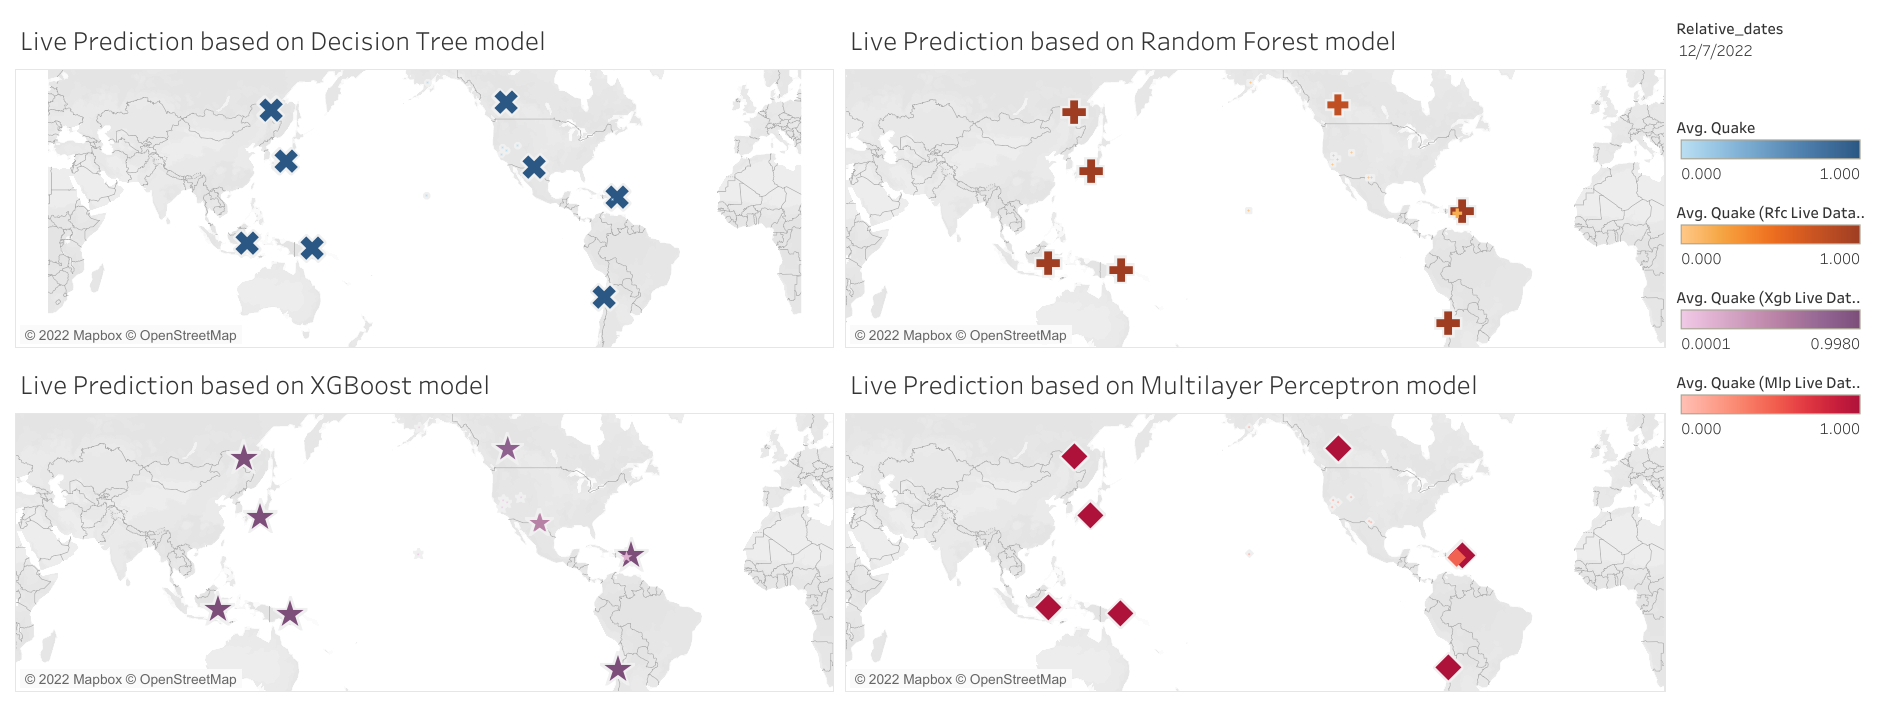 Live Prediction based on Decision Tree model
© 2022 Mapbox © OpenStreetMap
Live Prediction based on Random Forest model
© 2022 Mapbox © OpenStreetMap
Live Prediction based on XGBoost model
© 2022 Mapbox © OpenStreetMap
Live Prediction based on Multilayer Perceptron model
© 2022 Mapbox © OpenStreetMap
Relative_dates
12/7/2022
Avg. Quake
0.000 1.000
Avg. Quake (Rfc Live Data..
0.000 1.000
Avg. Quake (Xgb Live Dat..
0.0001 0.9980
Avg. Quake (Mlp Live Dat..
0.000 1.000